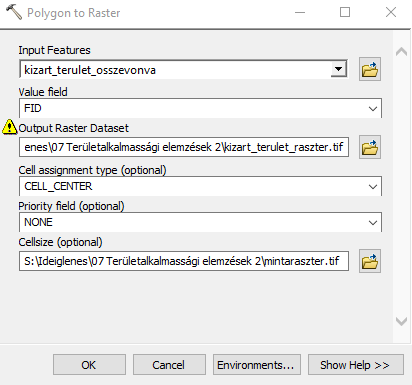 Polygon to Raster
Input Features
kizart_terulet_osszevonva
Value field
FID
Output Raster Dataset
enes\07 Területalkalmassági elemzések 2\kizart_terulet_raszter.tif
Cell assignment type (optional)
CELL_CENTER
Priority field (optional)
NONE
Cellsize (optional)
S:\Ideiglenes\07 Területalkalmassági elemzések 2\mintaraszter.tif
OK Cancel Environments... Show Help >>